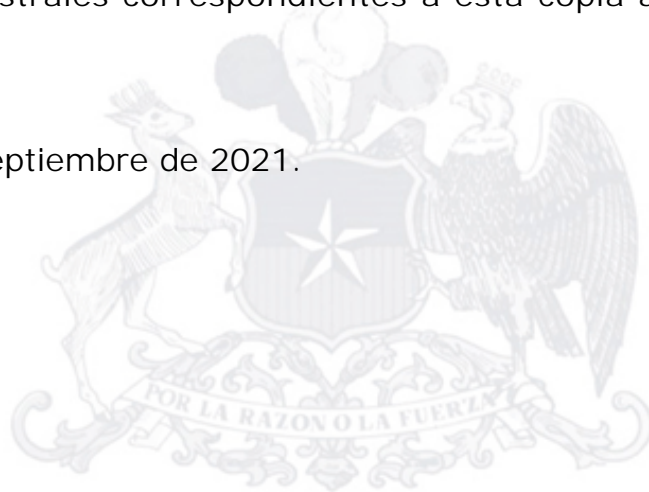 strales correspondientes a esta copia a
eptiembre de 2021.
POR LA RAZON O LA FUERZA